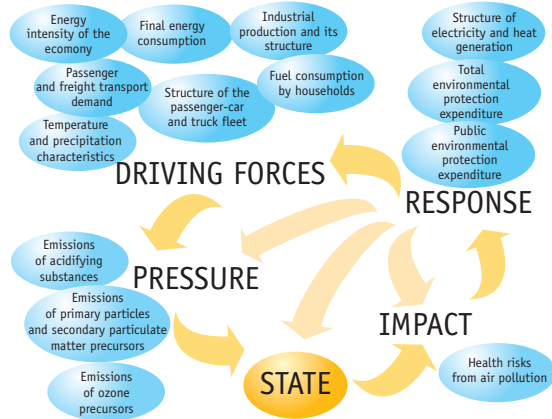 Energy
intensity of the
ecomony
Final energy
consumption
Industrial
production and its
structure
Passenger
and freight transport
demand
Structure of the
passenger-car
and truck fleet
Fuel consumption
by households
Temperature
and precipitation
characteristics
Structure of
electricity and heat
generation
Total
environmental
protection
expenditure
Public
environmental
protection
expenditure
DRIVING FORCES
RESPONSE
Emissions
of acidifying
substances
PRESSURE
Emissions
of primary particles
and secondary particulate
matter precursors
Emissions
of ozone
precursors
STATE
IMPACT
Health risks
from air pollution